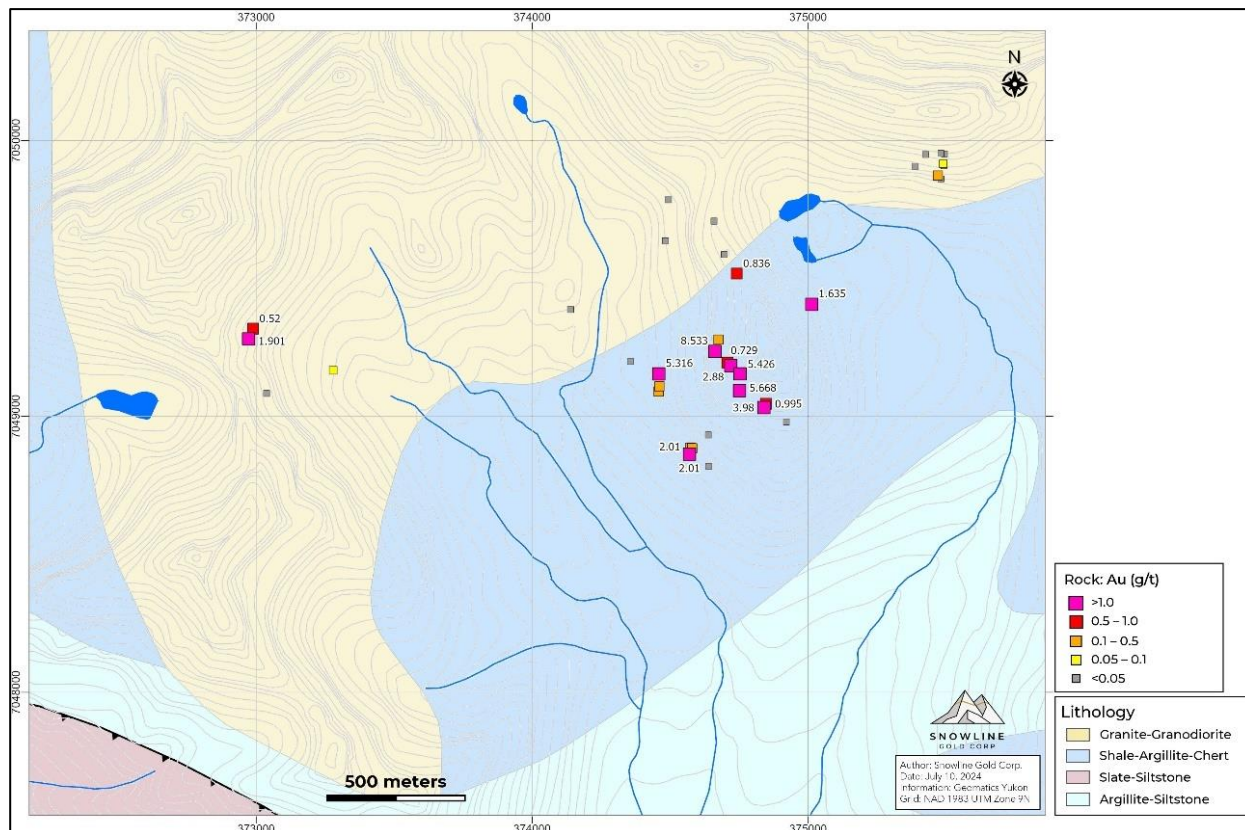 373000
374000
375000
N
7050000
0.836
1.635
0.52
1.901
8.533
0.729
5.316
2.88
5.426
5.668
3.98
0.995
7049000
2.01
2.01
Rock: Au (g/t)
>1.0
0.5 – 1.0
0.1 – 0.5
0.05 – 0.1
<0.05
7048000
SNOWLINE
GOLD CORP
Lithology
Granite-Granodiorite
Shale-Argillite-Chert
Slate-Siltstone
Argillite-Siltstone
500 meters
Author: Snowline Gold Corp.
Date: July 10, 2024
Information: Geomatics Yukon
Grid: NAD 1983 UTM Zone 9N
373000
374000
375000